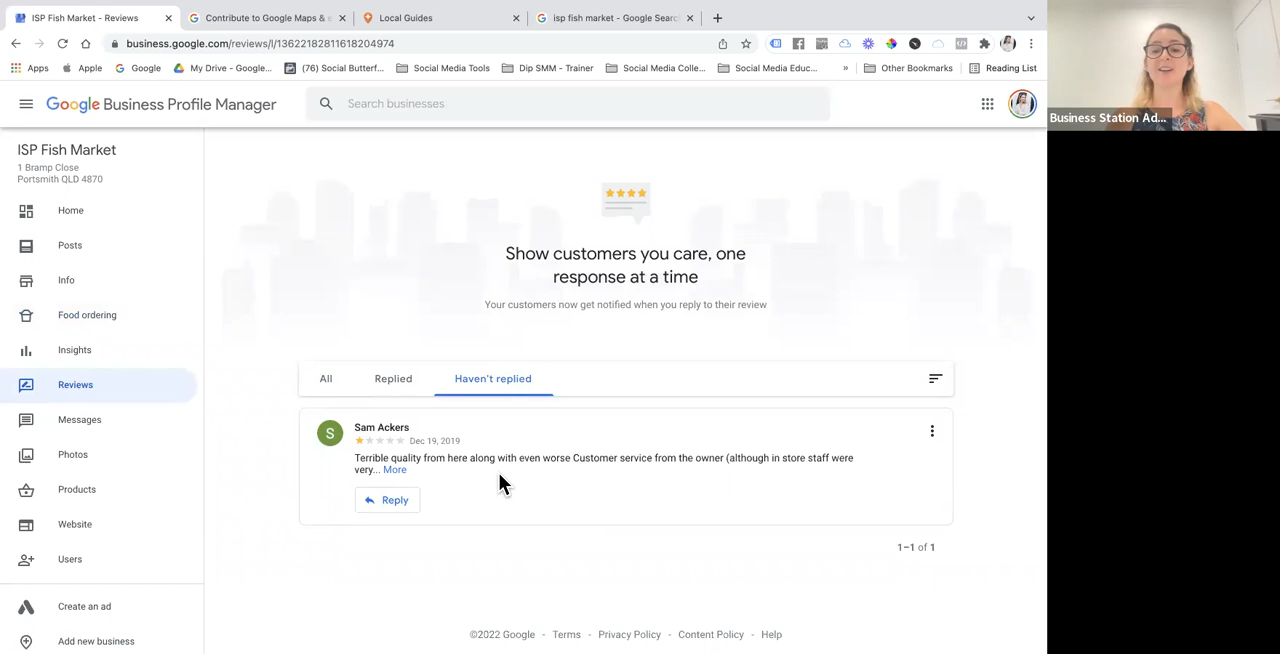 ISP Fish Market - Reviews
Contribute to Google Maps & e
Local Guides
isp fish market - Google Searc
business.google.com/reviews/l/13622182811618204974
Apps
Apple
Google
My Drive - Google...
(76) Social Butterf...
Social Media Tools
Dip SMM - Trainer
Social Media Colle...
Social Media Educ...
»
Other Bookmarks
Reading List
Google Business Profile Manager
Search businesses
Business Station Ad...
ISP Fish Market
1 Bramp Close
Portsmith QLD 4870
Home
Posts
Info
Food ordering
Insights
Reviews
Messages
Photos
Products
Website
Users
Create an ad
Add new business
Show customers you care, one
response at a time
Your customers now get notified when you reply to their review
All
Replied
Haven't replied
S
Sam Ackers
Dec 19, 2019
Terrible quality from here along with even worse Customer service from the owner (although in store staff were
very... More
Reply
1–1 of 1
©2022 Google - Terms - Privacy Policy - Content Policy - Help